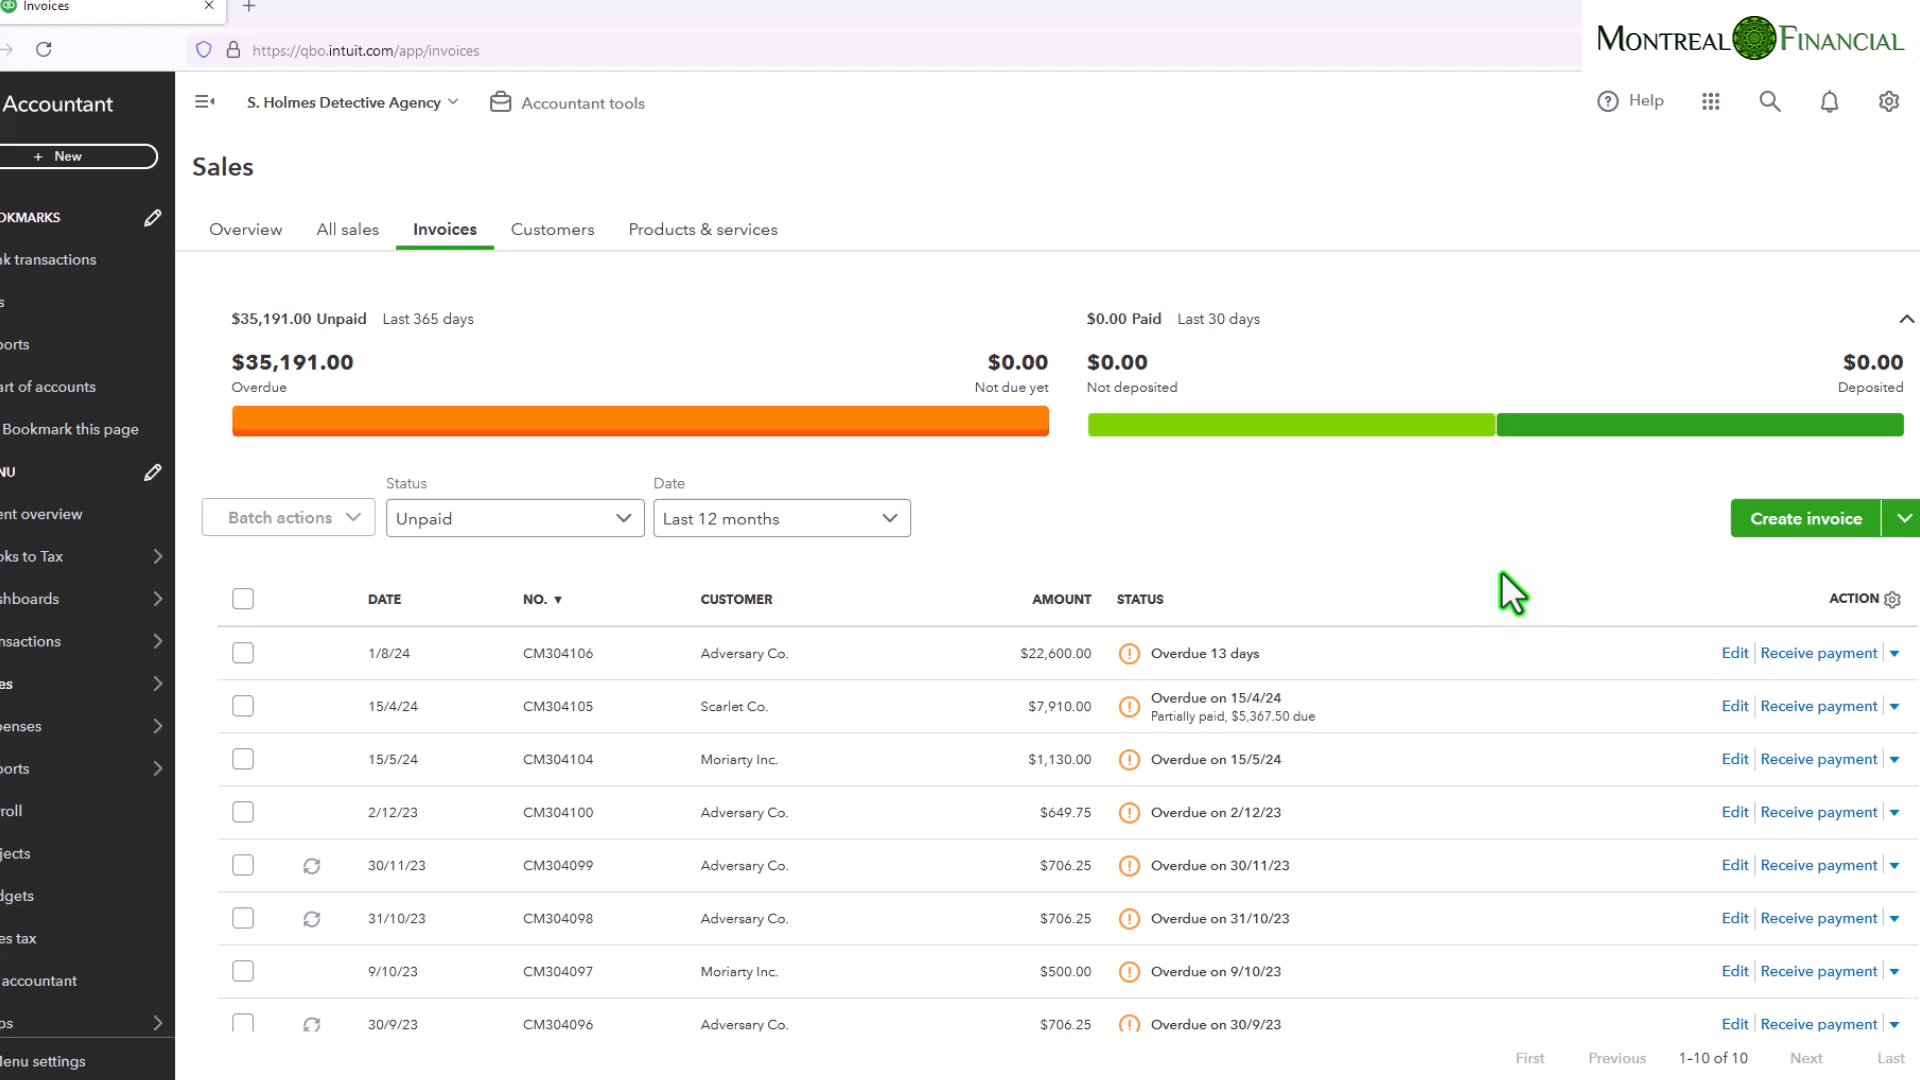 Invoices
https://qbo.intuit.com/app/invoices
MONTREAL FINANCIAL
Accountant
S. Holmes Detective Agency
Accountant tools
Help
+ New
Sales
OKMARKS
Overview All sales Invoices Customers Products & services
nk transactions
s
$35,191.00 Unpaid Last 365 days
$0.00 Paid Last 30 days
orts
$35,191.00 $0.00
$0.00 $0.00
Overdue Not due yet
Not deposited Deposited
art of accounts
Bookmark this page
NU
Status Date
Batch actions Unpaid Last 12 months Create invoice
ent overview
oks to Tax
shboards
nsactions
es
penses
orts
roll
jects
dgets
es tax
accountant
ps
Menu settings
DATE NO. ▼ CUSTOMER AMOUNT STATUS ACTION
1/8/24 CM304106 Adversary Co. $22,600.00 Overdue 13 days Edit Receive payment
15/4/24 CM304105 Scarlet Co. $7,910.00 Overdue on 15/4/24 Edit Receive payment
Partially paid, $5,367.50 due
15/5/24 CM304104 Moriarty Inc. $1,130.00 Overdue on 15/5/24 Edit Receive payment
2/12/23 CM304100 Adversary Co. $649.75 Overdue on 2/12/23 Edit Receive payment
30/11/23 CM304099 Adversary Co. $706.25 Overdue on 30/11/23 Edit Receive payment
31/10/23 CM304098 Adversary Co. $706.25 Overdue on 31/10/23 Edit Receive payment
9/10/23 CM304097 Moriarty Inc. $500.00 Overdue on 9/10/23 Edit Receive payment
30/9/23 CM304096 Adversary Co. $706.25 Overdue on 30/9/23 Edit Receive payment
First Previous 1-10 of 10 Next Last